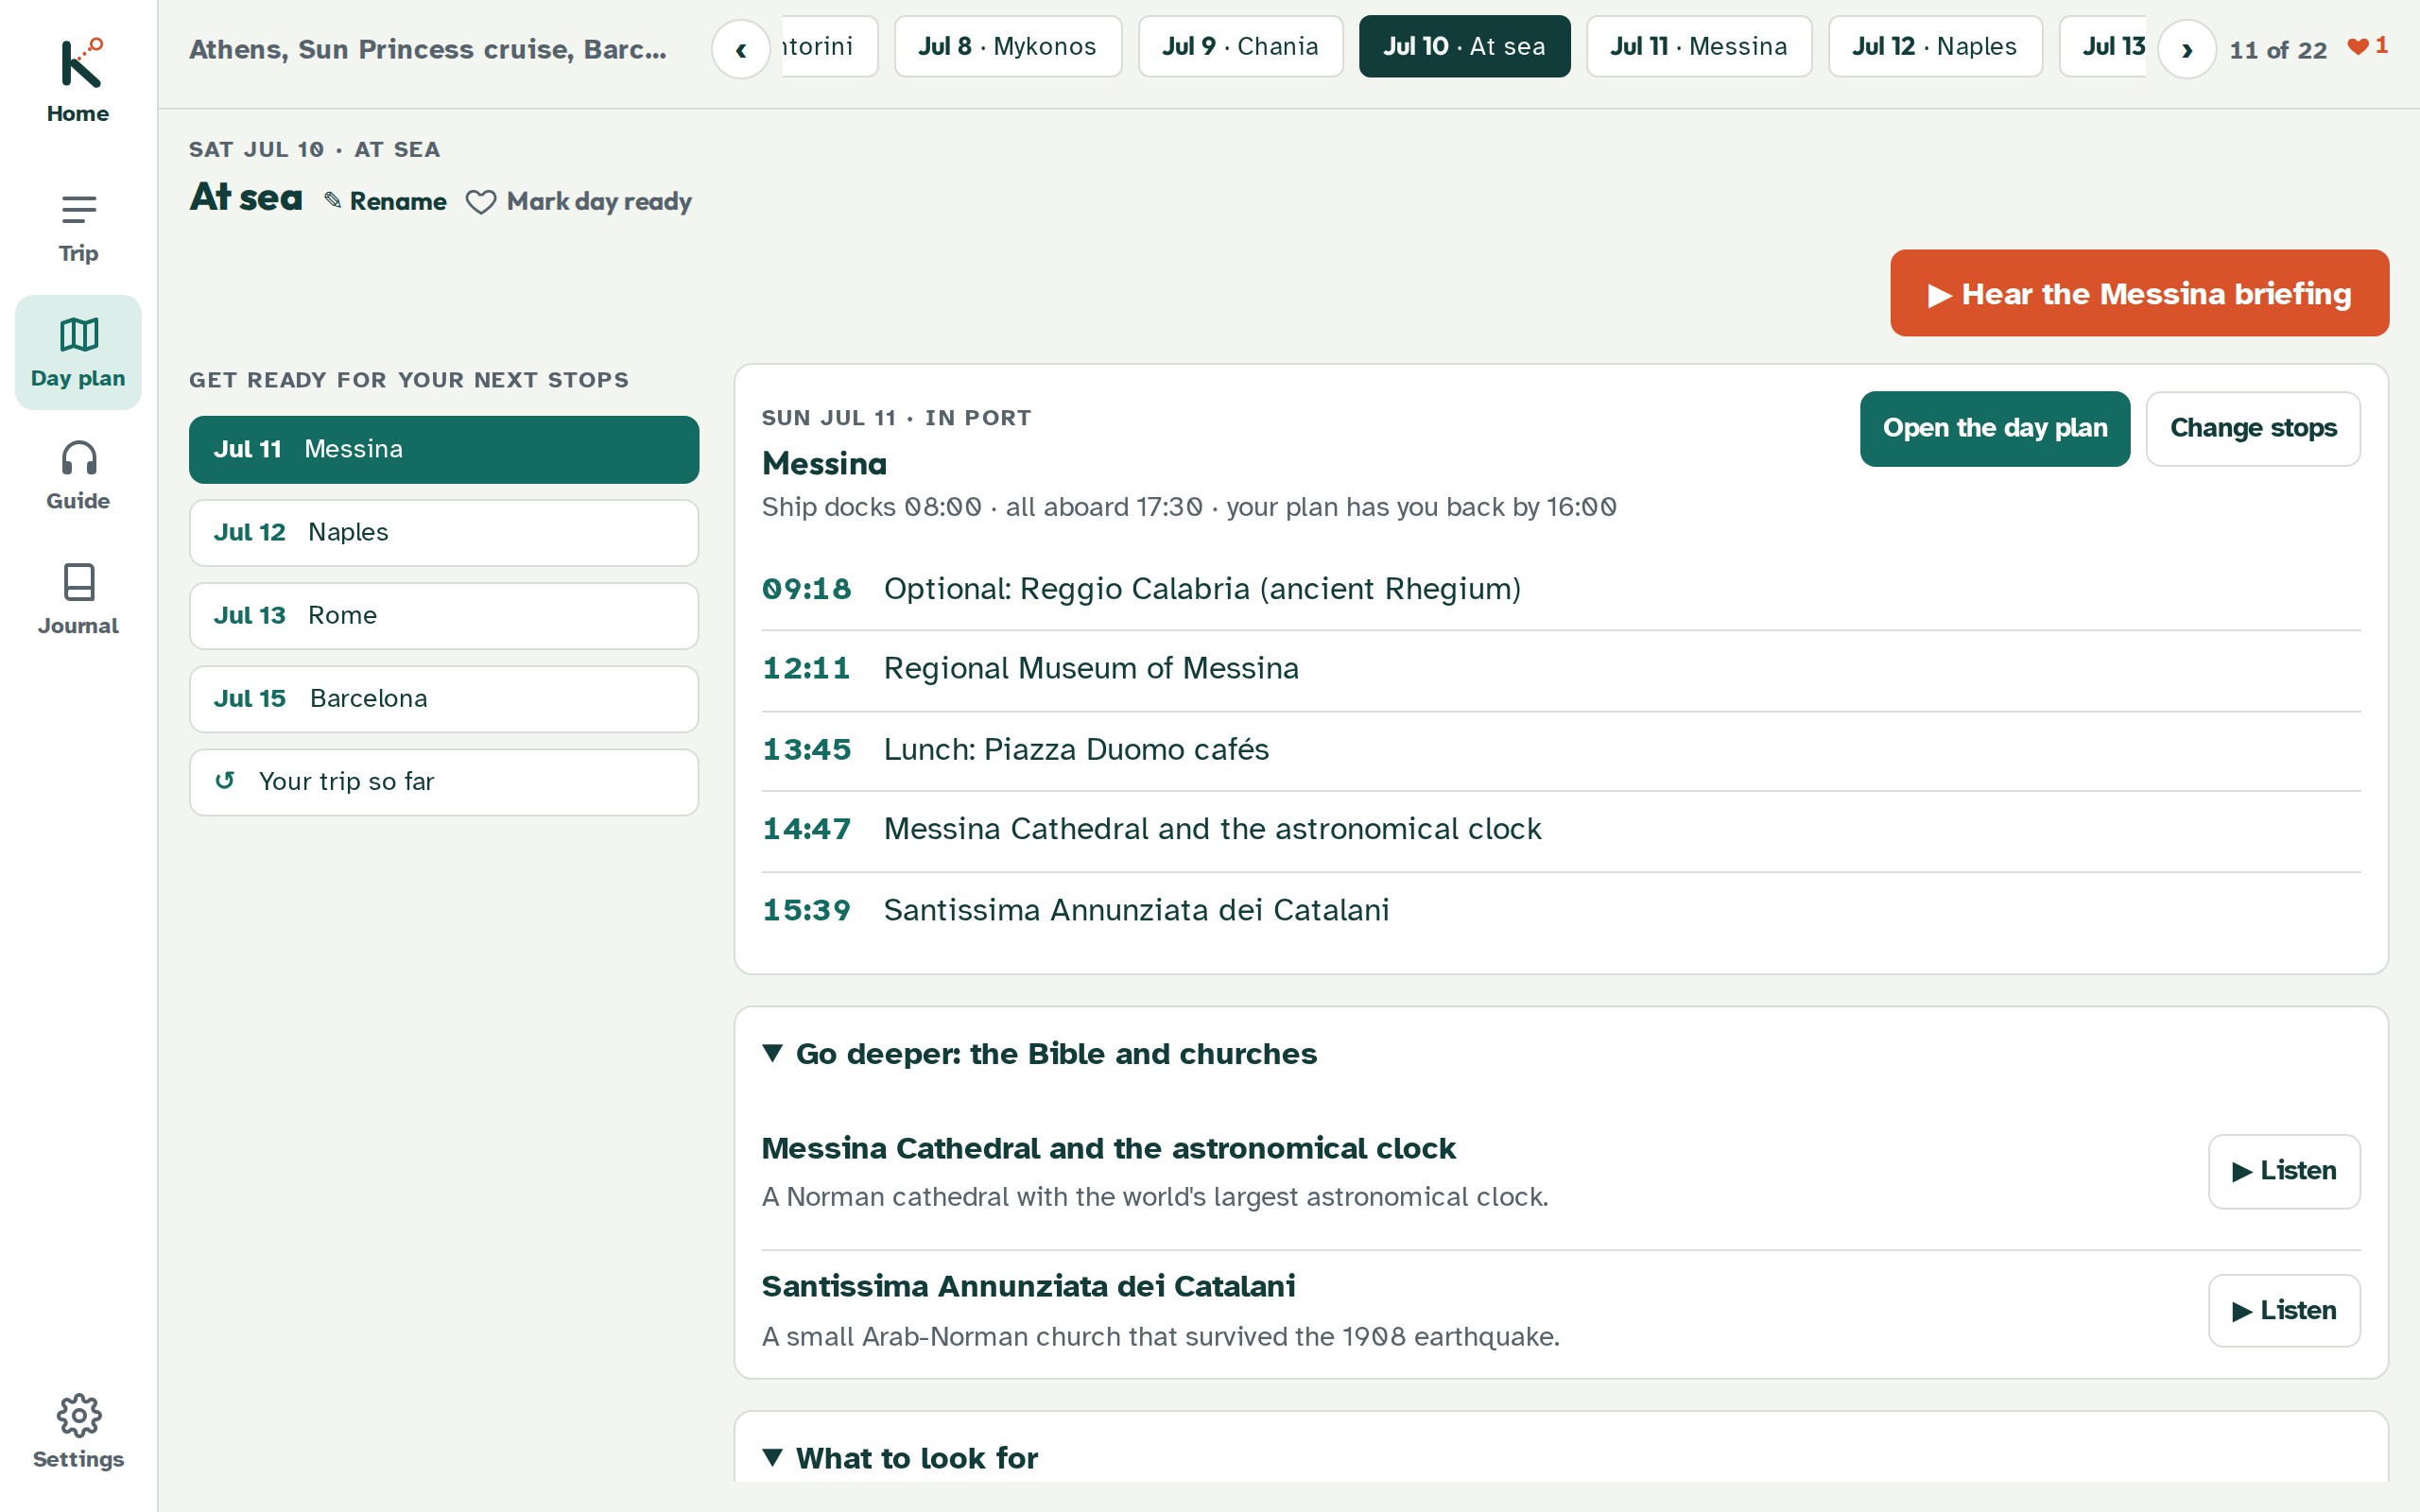 Home
Trip
Day plan
Guide
Journal
Settings
Athens, Sun Princess cruise, Barc...
‹
ntorini
Jul 8 · Mykonos
Jul 9 · Chania
Jul 10 · At sea
Jul 11 · Messina
Jul 12 · Naples
Jul 13
›
11 of 22
1
SAT JUL 10 · AT SEA
At sea
✎ Rename
Mark day ready
▶ Hear the Messina briefing
GET READY FOR YOUR NEXT STOPS
Jul 11 Messina
Jul 12 Naples
Jul 13 Rome
Jul 15 Barcelona
↺ Your trip so far
SUN JUL 11 · IN PORT
Open the day plan
Change stops
Messina
Ship docks 08:00 · all aboard 17:30 · your plan has you back by 16:00
09:18 Optional: Reggio Calabria (ancient Rhegium)
12:11 Regional Museum of Messina
13:45 Lunch: Piazza Duomo cafés
14:47 Messina Cathedral and the astronomical clock
15:39 Santissima Annunziata dei Catalani
▼ Go deeper: the Bible and churches
Messina Cathedral and the astronomical clock
A Norman cathedral with the world's largest astronomical clock.
▶ Listen
Santissima Annunziata dei Catalani
A small Arab-Norman church that survived the 1908 earthquake.
▶ Listen
▼ What to look for